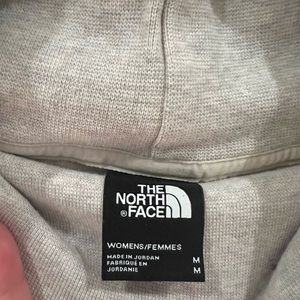 THE
NORTH
®FACE
WOMENS/FEMMES
MADE IN JORDAN M
FABRIQUÉ EN
JORDANIE M